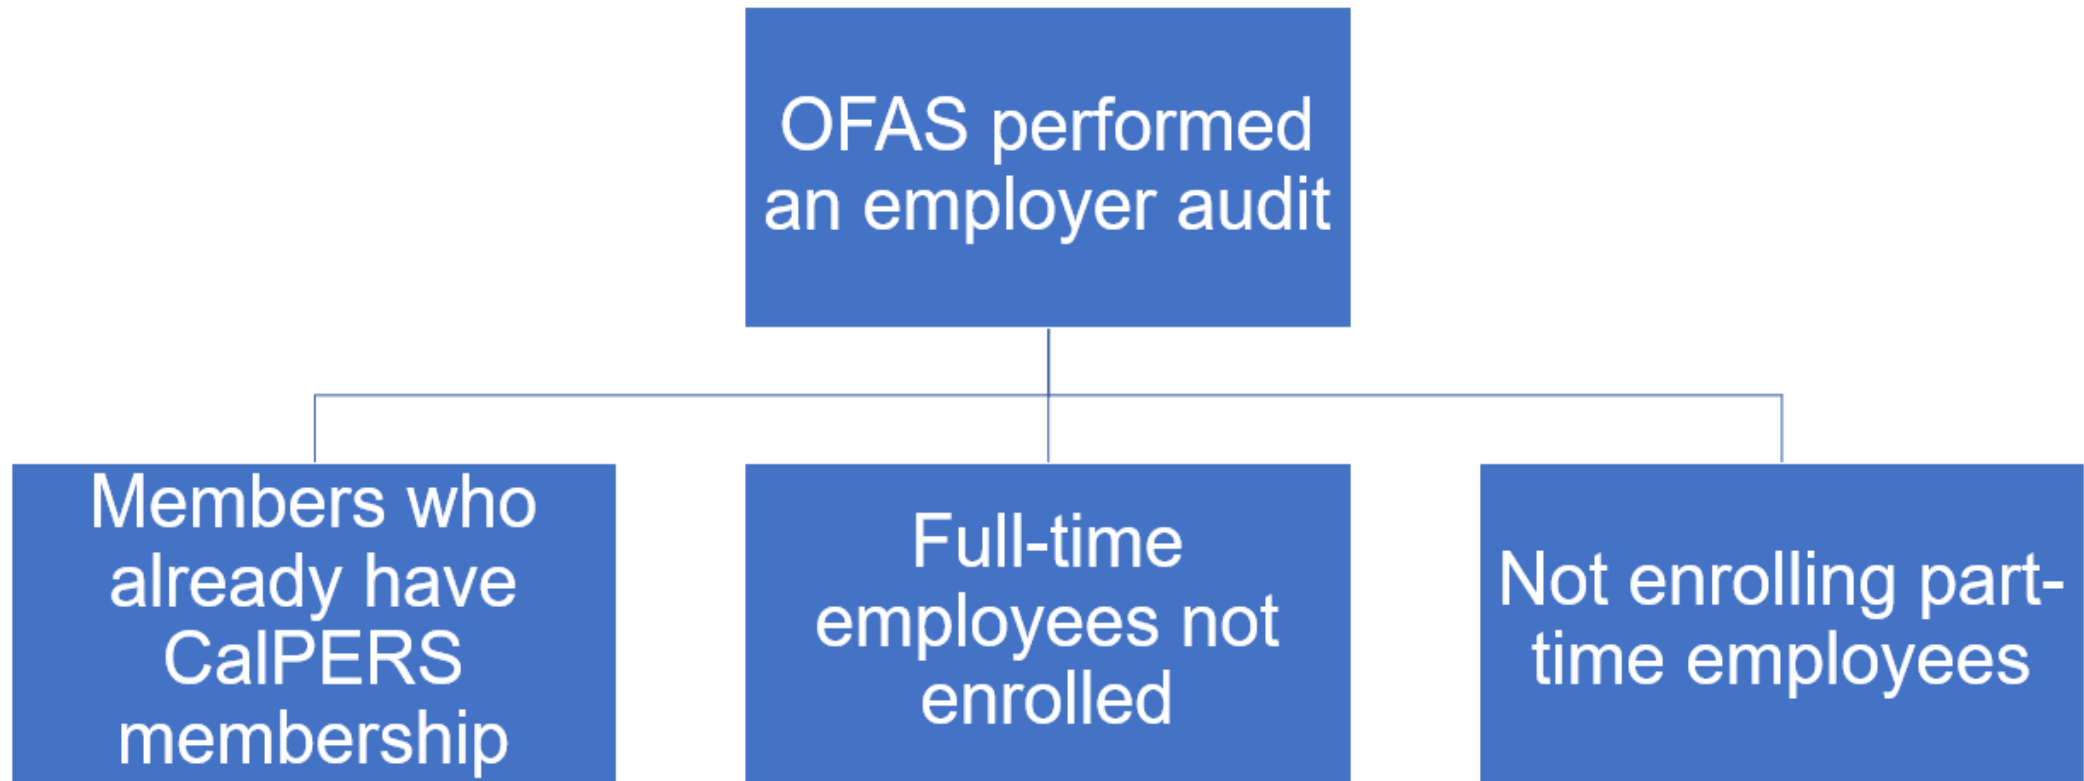 OFAS performed
an employer audit
Members who
already have
CalPERS
membership
Full-time
employees not
enrolled
Not enrolling part-
time employees